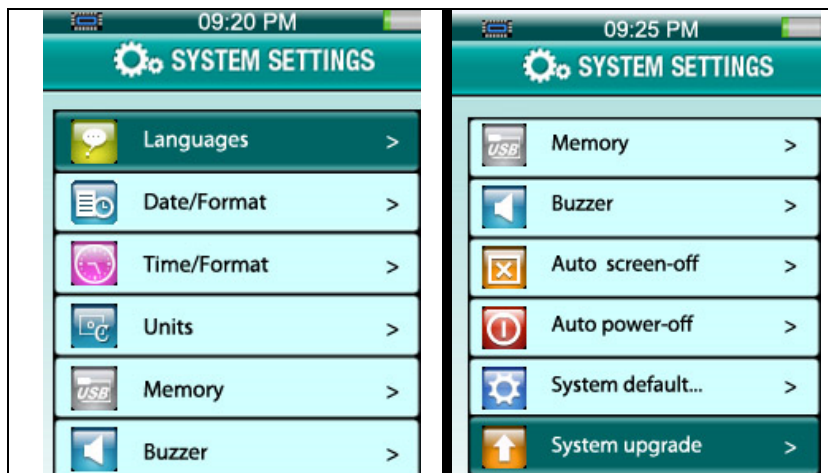 09:20 PM
SYSTEM SETTINGS
Languages >
Date/Format >
Time/Format >
Units >
USB Memory >
Buzzer >
09:25 PM
SYSTEM SETTINGS
USB Memory >
Buzzer >
Auto screen-off >
Auto power-off >
System default... >
System upgrade >